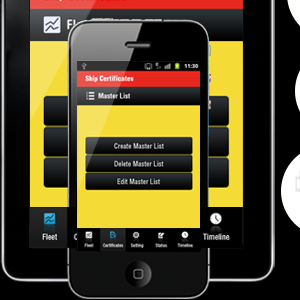 11:30
Ship Certificates
Master List
Create Master List
Delete Master List
Edit Master List
Fleet
Certificates
Setting
Status
Timeline
Fleet
Timeline